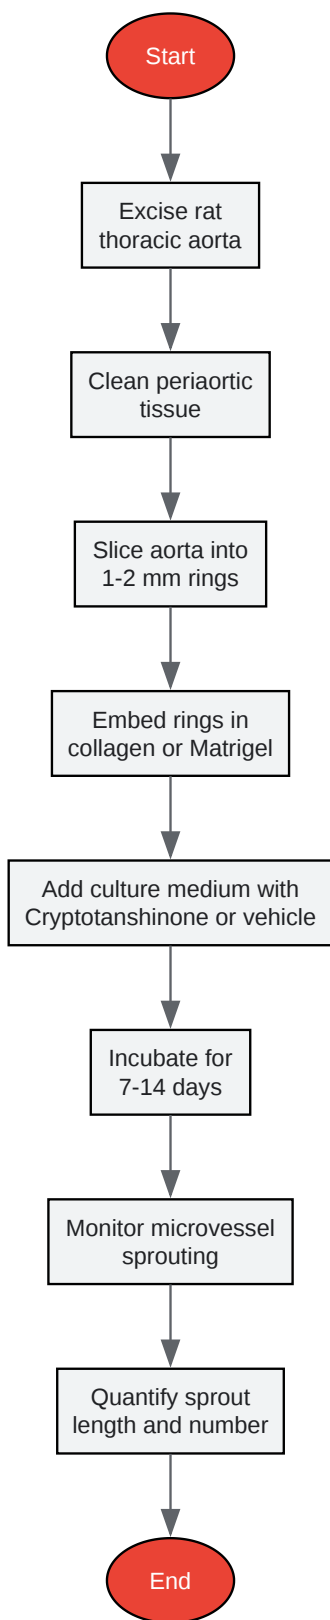 Start
Excise rat
thoracic aorta
Clean periaortic
tissue
Slice aorta into
1-2 mm rings
Embed rings in
collagen or Matrigel
Add culture medium with
Cryptotanshinone or vehicle
Incubate for
7-14 days
Monitor microvessel
sprouting
Quantify sprout
length and number
End